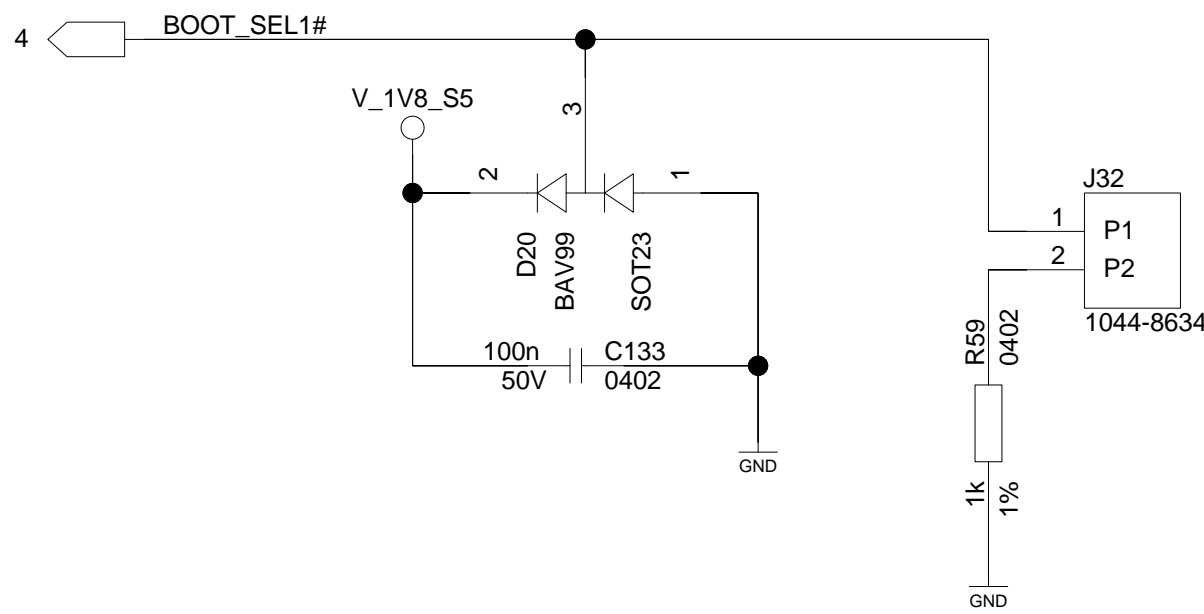 4
BOOT_SEL1#
V_1V8_S5
3
2
1
D20
BAV99
SOT23
100n
50V
C133
0402
GND
J32
1
P1
2
P2
1044-8634
R59
0402
1k
1%
GND